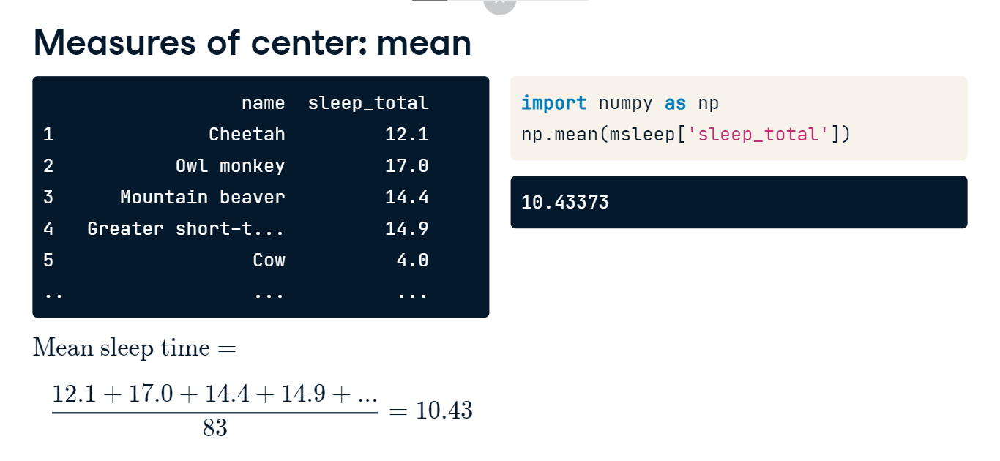 Measures of center: mean
name sleep_total
1 Cheetah 12.1
2 Owl monkey 17.0
3 Mountain beaver 14.4
4 Greater short-t... 14.9
5 Cow 4.0
.. ... ...
Mean sleep time =
12.1 + 17.0 + 14.4 + 14.9 + ...
83
= 10.43
import numpy as np
np.mean(msleep['sleep_total'])
10.43373